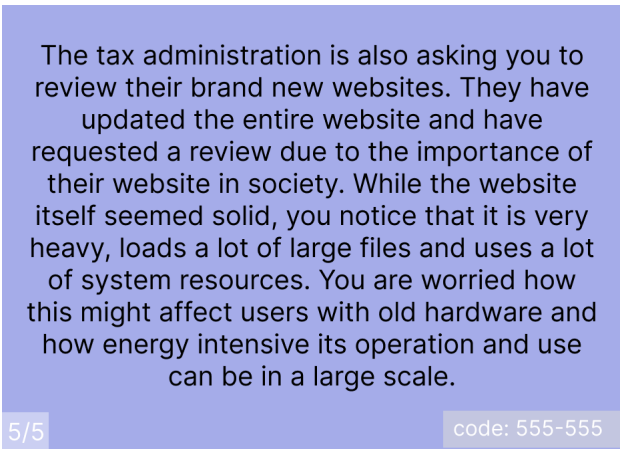 The tax administration is also asking you to
review their brand new websites. They have
updated the entire website and have
requested a review due to the importance of
their website in society. While the website
itself seemed solid, you notice that it is very
heavy, loads a lot of large files and uses a lot
of system resources. You are worried how
this might affect users with old hardware and
how energy intensive its operation and use
can be in a large scale.
5/5
code: 555-555